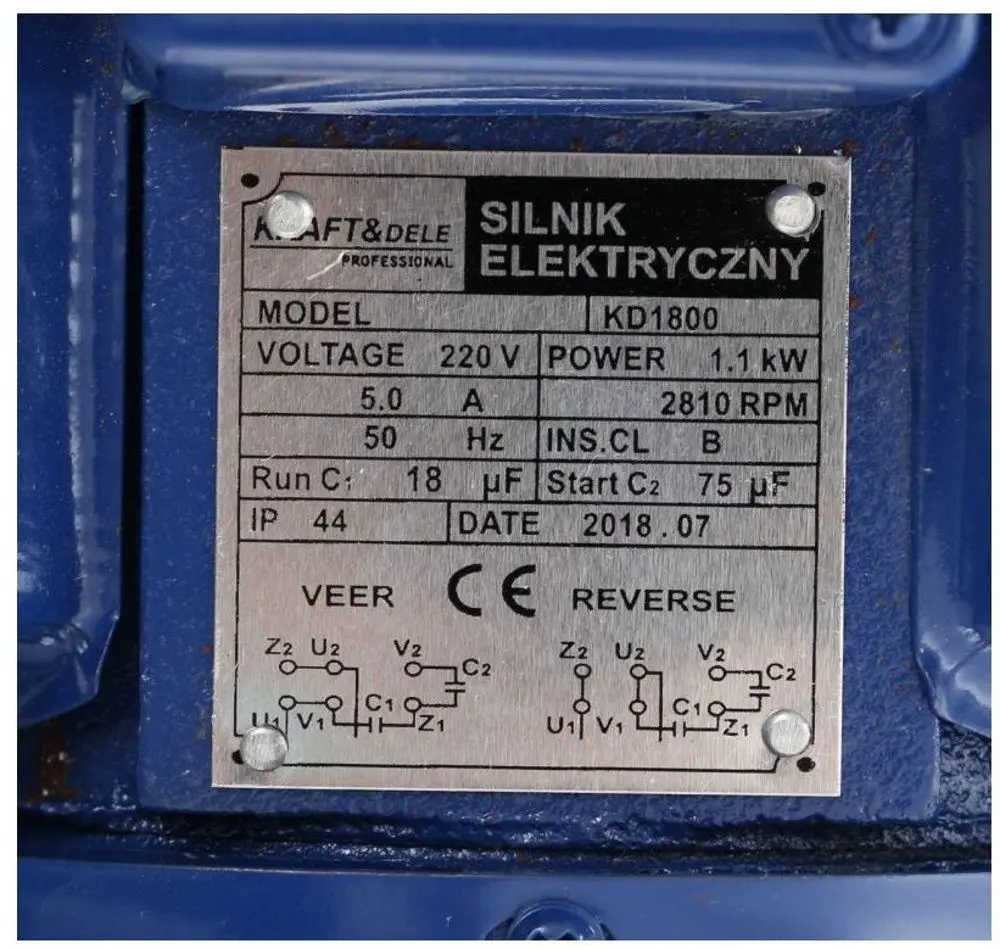 KRAFT&DELE
PROFESSIONAL
SILNIK
ELEKTRYCZNY
MODEL KD1800
VOLTAGE 220 V POWER 1.1 kW
5.0 A 2810 RPM
50 Hz INS.CL B
Run C1 18 µF Start C2 75 µF
IP 44 DATE 2018.07
VEER CE REVERSE
Z2 U2 V2 C2 Z2 U2 V2 C2
U1 V1 C1 Z1 U1 V1 C1 Z1